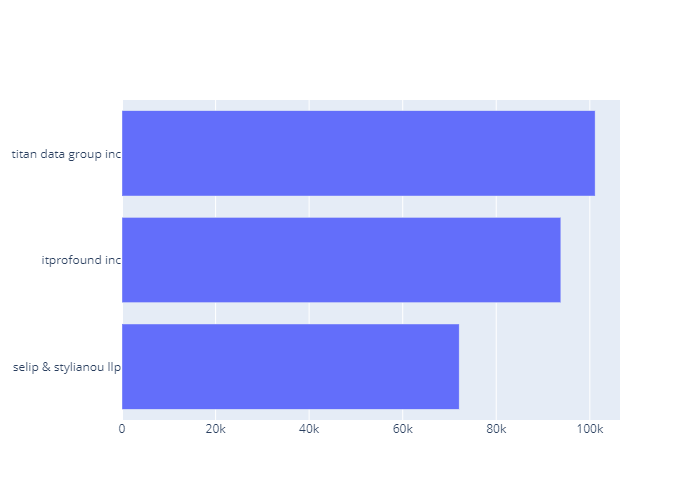 titan data group inc
itprofound inc
selip & stylianou llp
0 20k 40k 60k 80k 100k